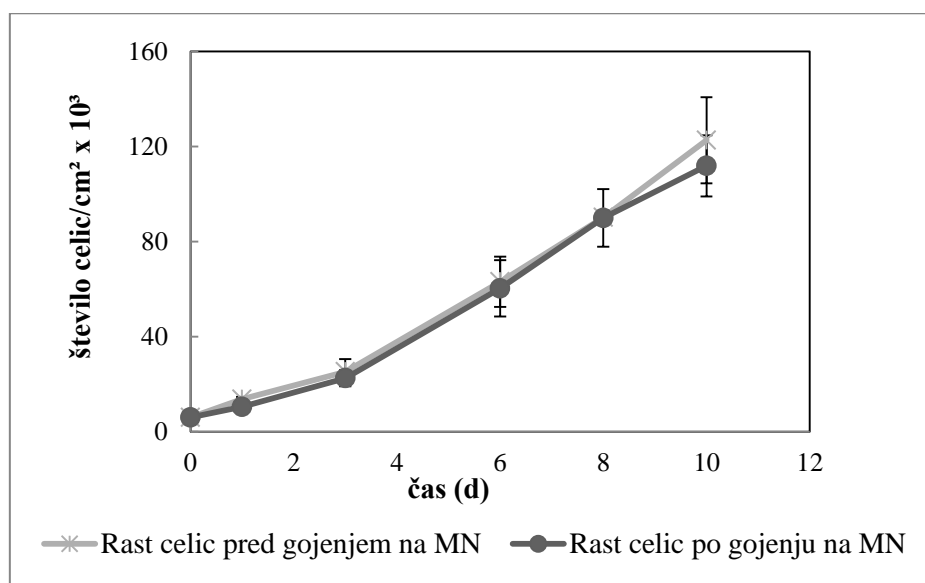 160
120
80
40
0
število celic/cm² x 10³
0 2 4 6 8 10 12
čas (d)
Rast celic pred gojenjem na MN Rast celic po gojenju na MN